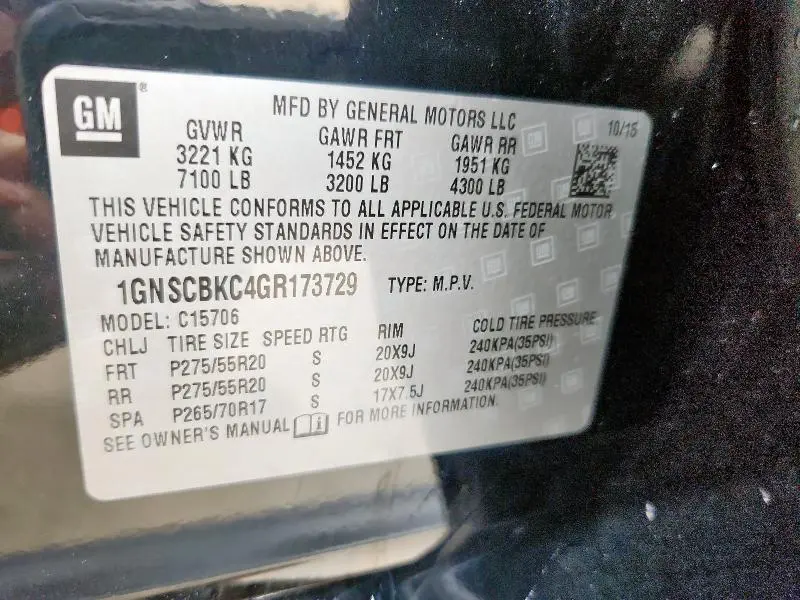 GM
MFD BY GENERAL MOTORS LLC
10/15
GVWR GAWR FRT GAWR RR
3221 KG 1452 KG 1951 KG
7100 LB 3200 LB 4300 LB
THIS VEHICLE CONFORMS TO ALL APPLICABLE U.S. FEDERAL MOTOR
VEHICLE SAFETY STANDARDS IN EFFECT ON THE DATE OF
MANUFACTURE SHOWN ABOVE.
1GNSCBKC4GR173729 TYPE: M.P.V.
MODEL: C15706
CHLJ TIRE SIZE SPEED RTG RIM COLD TIRE PRESSURE
FRT P275/55R20 S 20X9J 240KPA(35PSI)
RR P275/55R20 S 20X9J 240KPA(35PSI)
SPA P265/70R17 S 17X7.5J 240KPA(35PSI)
SEE OWNER'S MANUAL i FOR MORE INFORMATION.